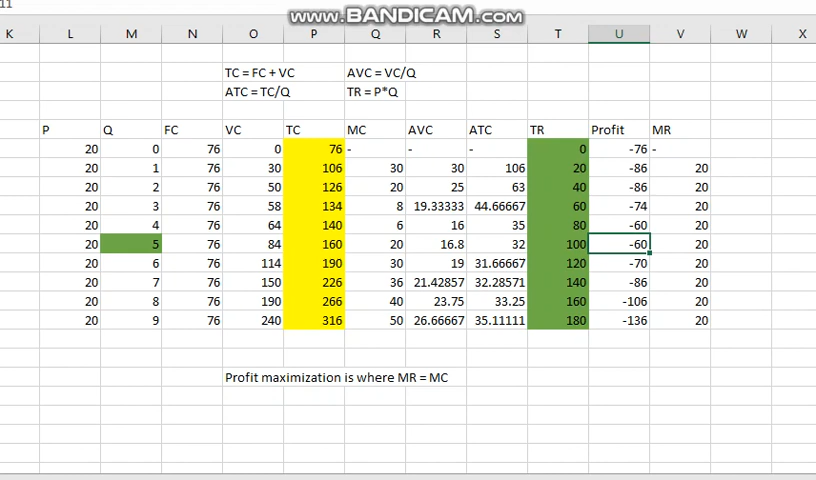 11
www.BANDICAM.com
K L M N O P Q R S T U V W X
TC = FC + VC AVC = VC/Q
ATC = TC/Q TR = P*Q
P Q FC VC TC MC AVC ATC TR Profit MR
20 0 76 0 76 - - - 0 -76 -
20 1 76 30 106 30 30 106 20 -86 20
20 2 76 50 126 20 25 63 40 -86 20
20 3 76 58 134 8 19.33333 44.66667 60 -74 20
20 4 76 64 140 6 16 35 80 -60 20
20 5 76 84 160 20 16.8 32 100 -60 20
20 6 76 114 190 30 19 31.66667 120 -70 20
20 7 76 150 226 36 21.42857 32.28571 140 -86 20
20 8 76 190 266 40 23.75 33.25 160 -106 20
20 9 76 240 316 50 26.66667 35.11111 180 -136 20
Profit maximization is where MR = MC